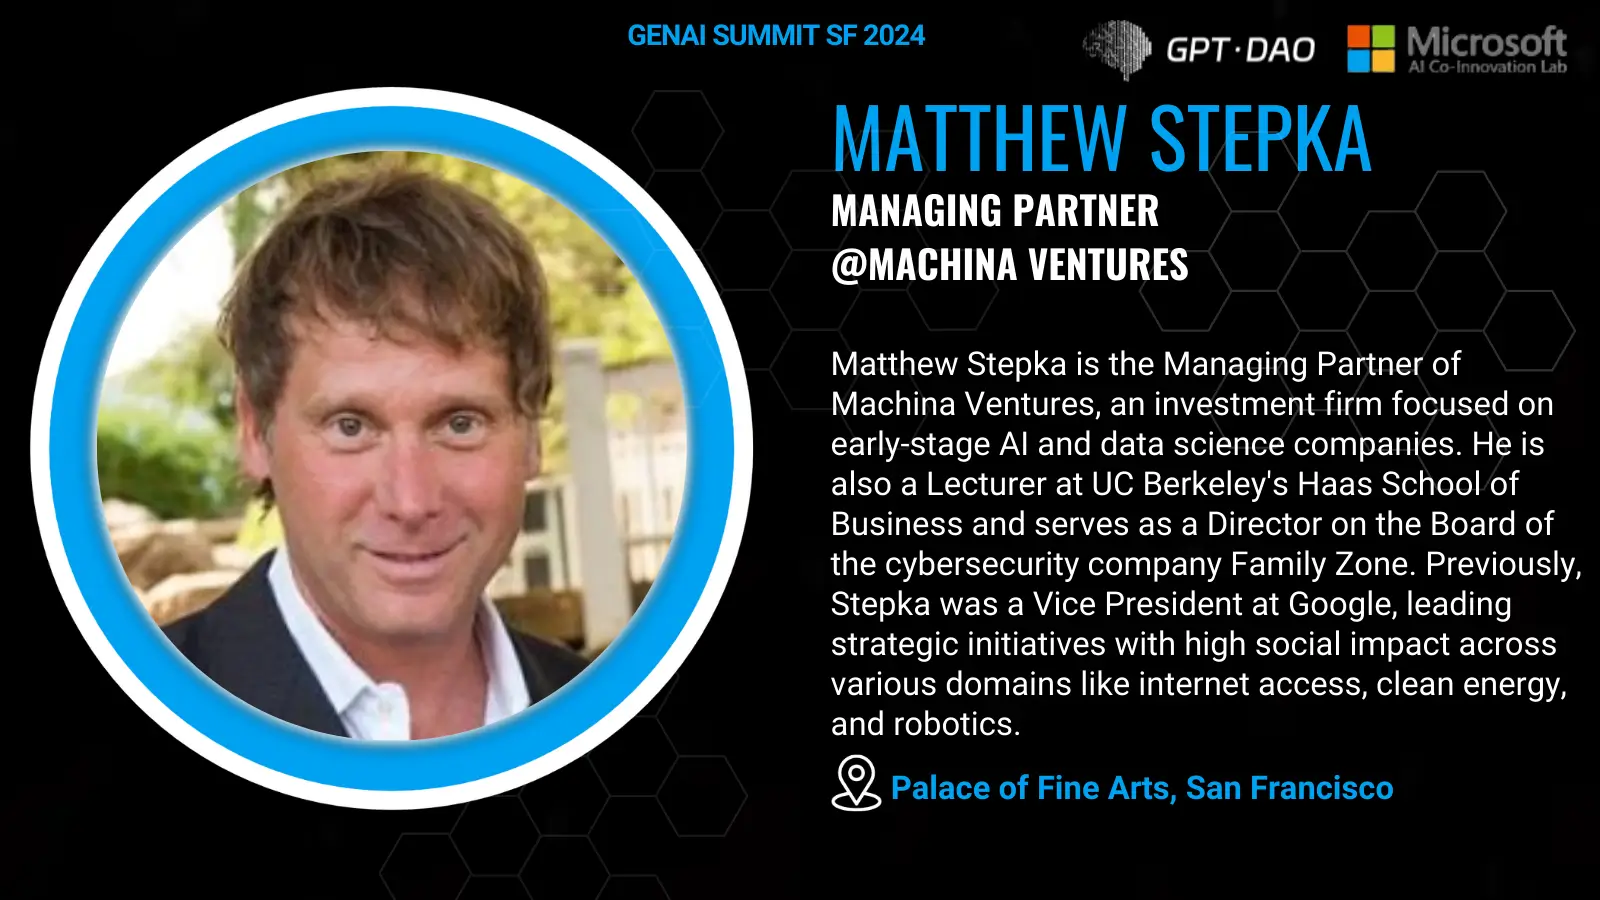 GENAI SUMMIT SF 2024
GPT·DAO
Microsoft
AI Co-Innovation Lab
MATTHEW STEPKA
MANAGING PARTNER
@MACHINA VENTURES
Matthew Stepka is the Managing Partner of
Machina Ventures, an investment firm focused on
early-stage AI and data science companies. He is
also a Lecturer at UC Berkeley's Haas School of
Business and serves as a Director on the Board of
the cybersecurity company Family Zone. Previously,
Stepka was a Vice President at Google, leading
strategic initiatives with high social impact across
various domains like internet access, clean energy,
and robotics.
Palace of Fine Arts, San Francisco